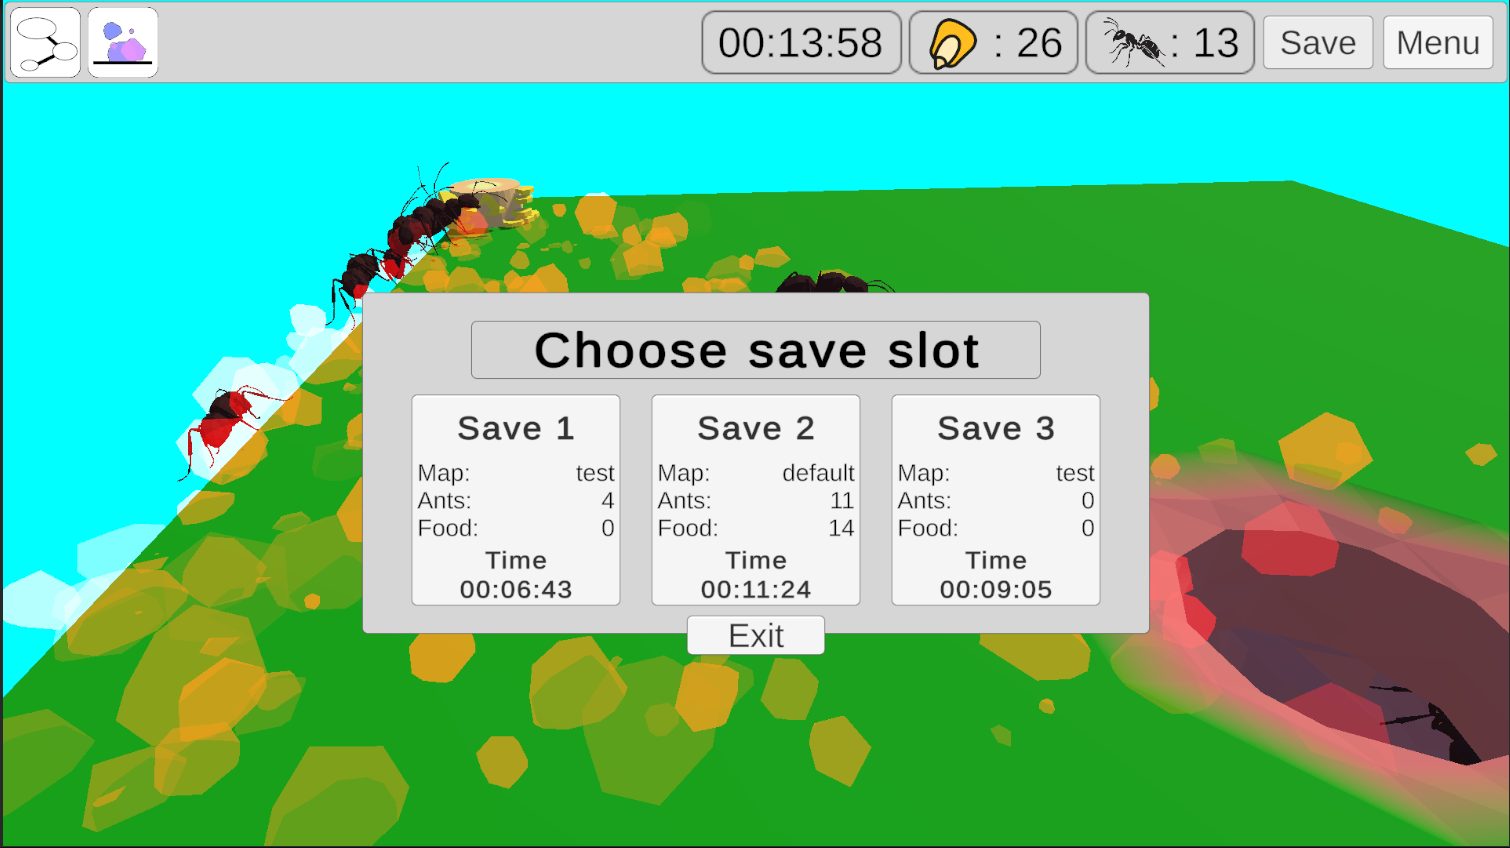 00:13:58 : 26 : 13 Save Menu
Choose save slot
Save 1
Map: test
Ants: 4
Food: 0
Time
00:06:43
Save 2
Map: default
Ants: 11
Food: 14
Time
00:11:24
Save 3
Map: test
Ants: 0
Food: 0
Time
00:09:05
Exit